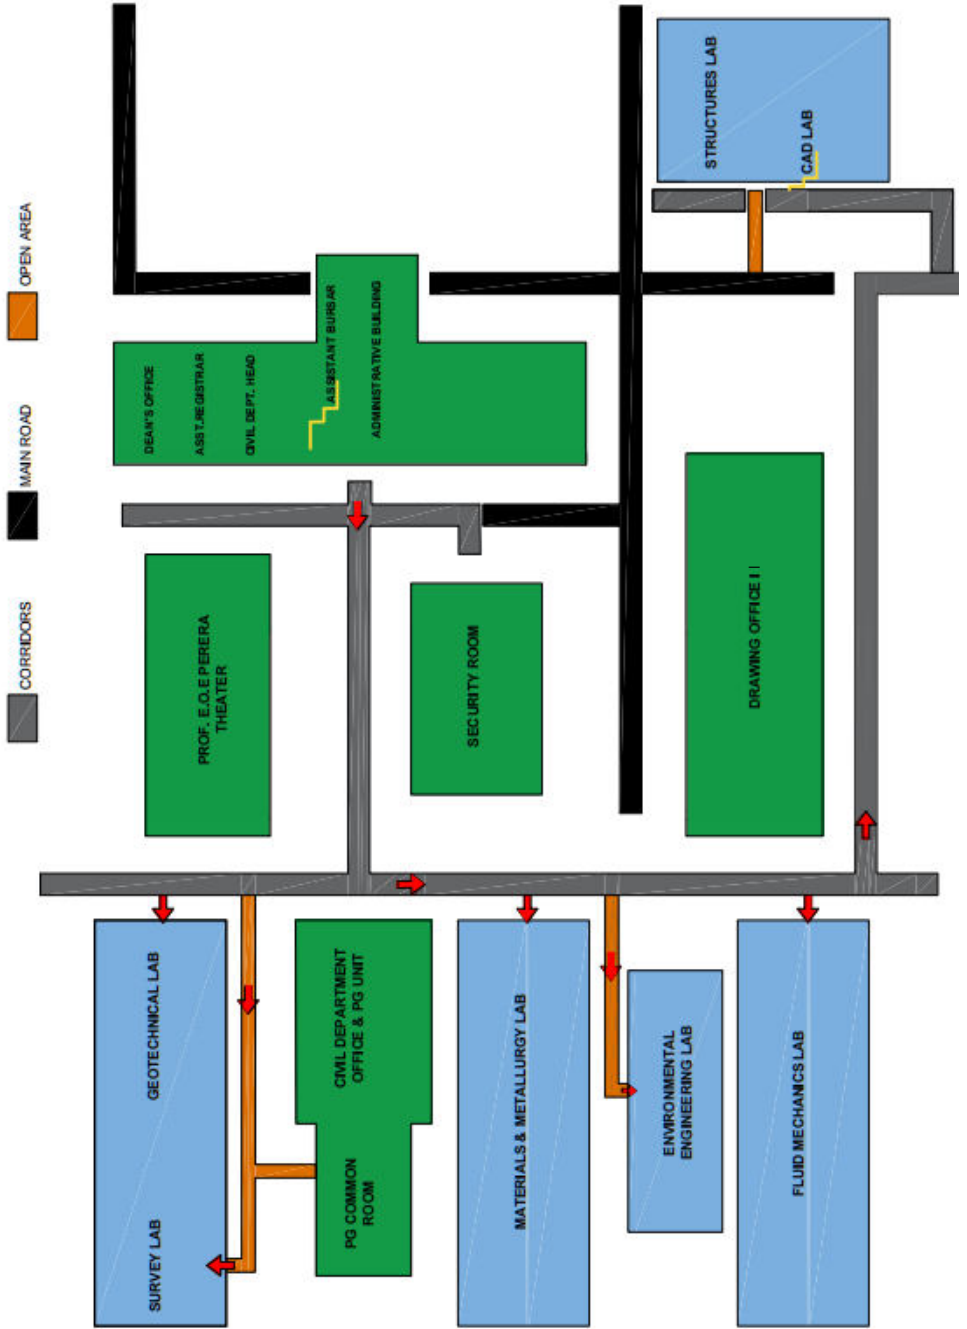 CORRIDORS
MAIN ROAD
OPEN AREA
GEOTECHNICAL LAB
SURVEY LAB
PROF. E.O.E PERERA
THEATER
DEAN'S OFFICE
ASST.REGISTRAR
CIVIL DEPT. HEAD
ASSISTANT BURSAR
ADMINISTRATIVE BUILDING
CIVIL DEPARTMENT
OFFICE & PG UNIT
PG COMMON
ROOM
SECURITY ROOM
MATERIALS & METALLURGY LAB
ENVIRONMENTAL
ENGINEERING LAB
FLUID MECHANICS LAB
DRAWING OFFICE I I
STRUCTURES LAB
CAD LAB